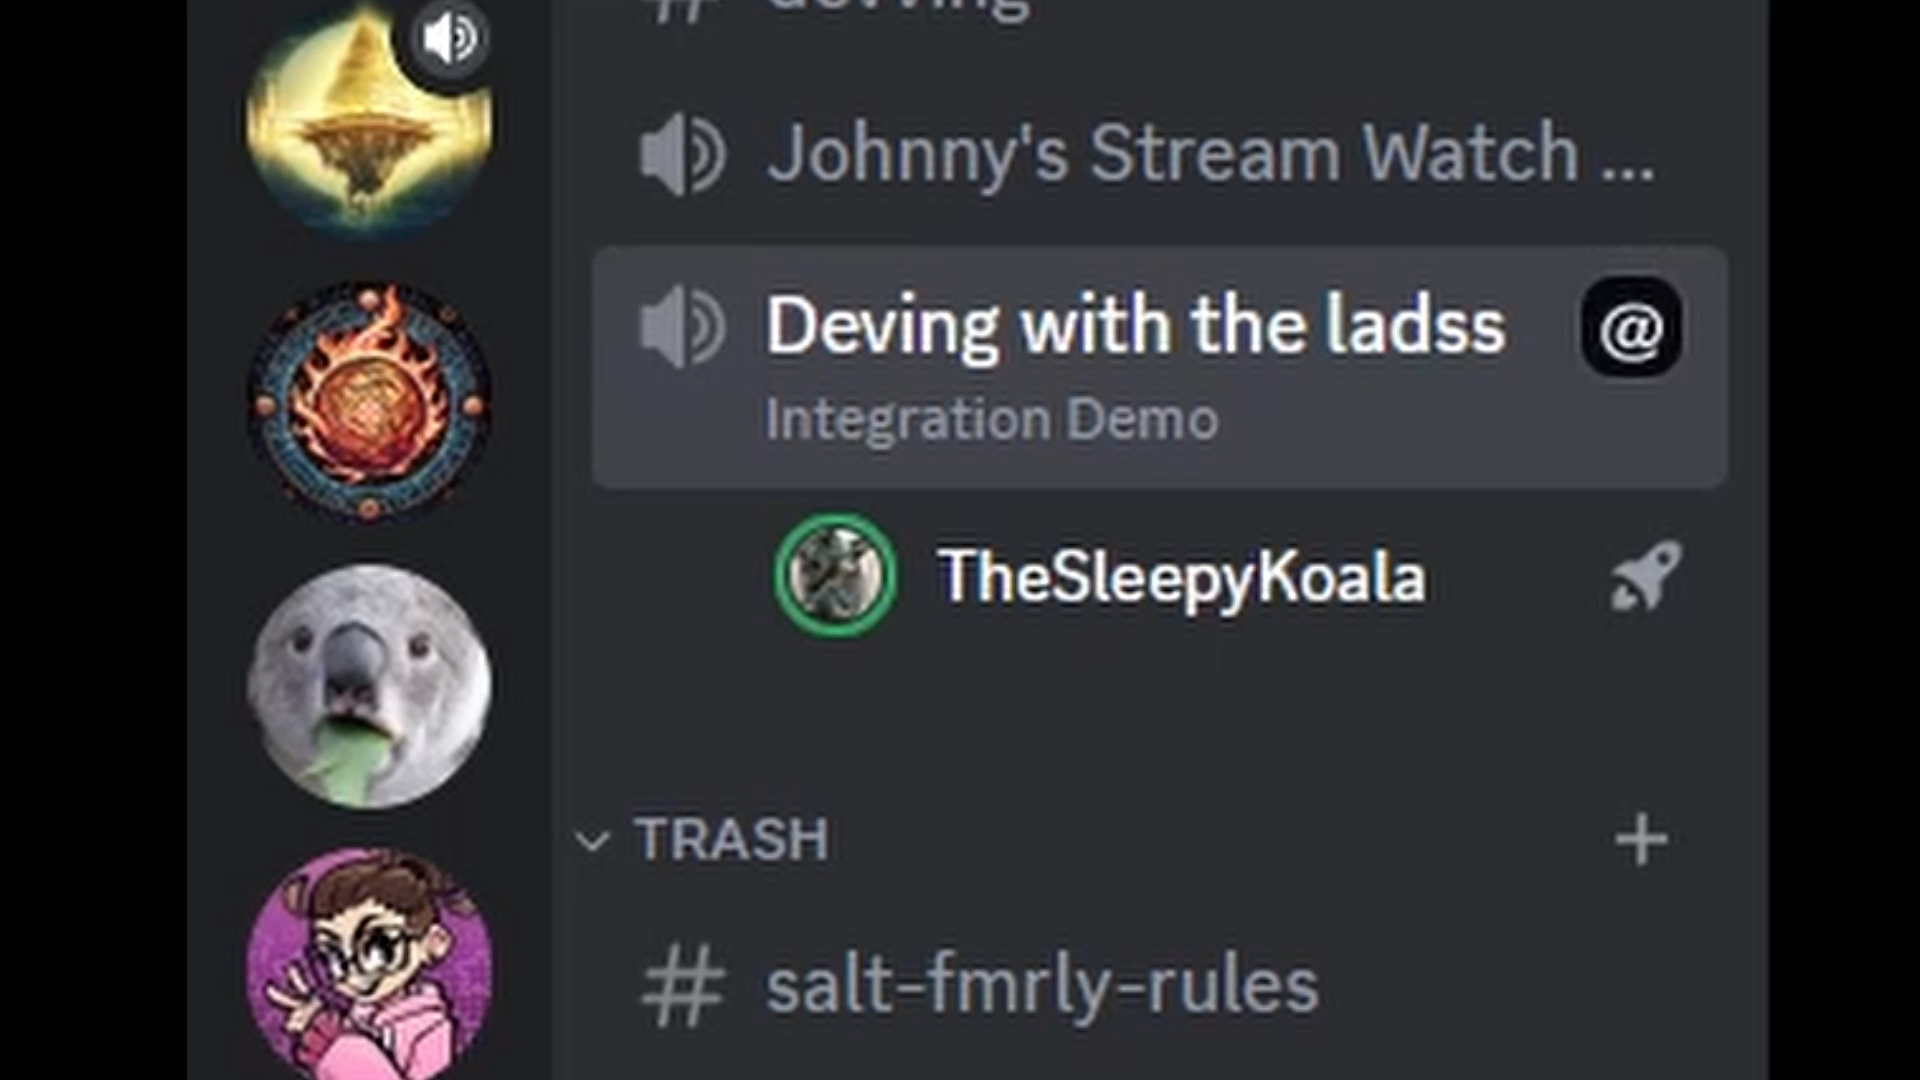 Johnny's Stream Watch ...
Deving with the ladss
@
Integration Demo
TheSleepyKoala
TRASH
# salt-fmrly-rules